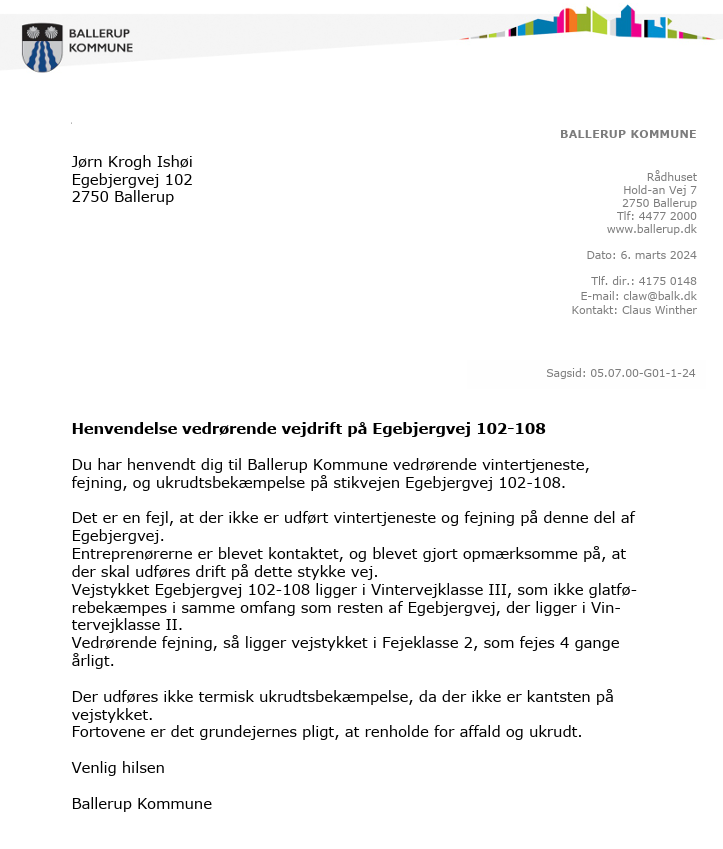 BALLERUP
KOMMUNE
BALLERUP KOMMUNE
Jørn Krogh Ishøi
Egebjergvej 102
2750 Ballerup
Rådhuset
Hold-an Vej 7
2750 Ballerup
Tlf: 4477 2000
www.ballerup.dk
Dato: 6. marts 2024
Tlf. dir.: 4175 0148
E-mail: claw@balk.dk
Kontakt: Claus Winther
Sagsid: 05.07.00-G01-1-24
Henvendelse vedrørende vejdrift på Egebjergvej 102-108
Du har henvendt dig til Ballerup Kommune vedrørende vintertjeneste,
fejning, og ukrudtsbekæmpelse på stikvejen Egebjergvej 102-108.
Det er en fejl, at der ikke er udført vintertjeneste og fejning på denne del af
Egebjergvej.
Entreprenørerne er blevet kontaktet, og blevet gjort opmærksomme på, at
der skal udføres drift på dette stykke vej.
Vejstykket Egebjergvej 102-108 ligger i Vintervejklasse III, som ikke glatfø-
rebekæmpes i samme omfang som resten af Egebjergvej, der ligger i Vin-
tervejklasse II.
Vedrørende fejning, så ligger vejstykket i Fejeklasse 2, som fejes 4 gange
årligt.
Der udføres ikke termisk ukrudtsbekæmpelse, da der ikke er kantsten på
vejstykket.
Fortovene er det grundejernes pligt, at renholde for affald og ukrudt.
Venlig hilsen
Ballerup Kommune